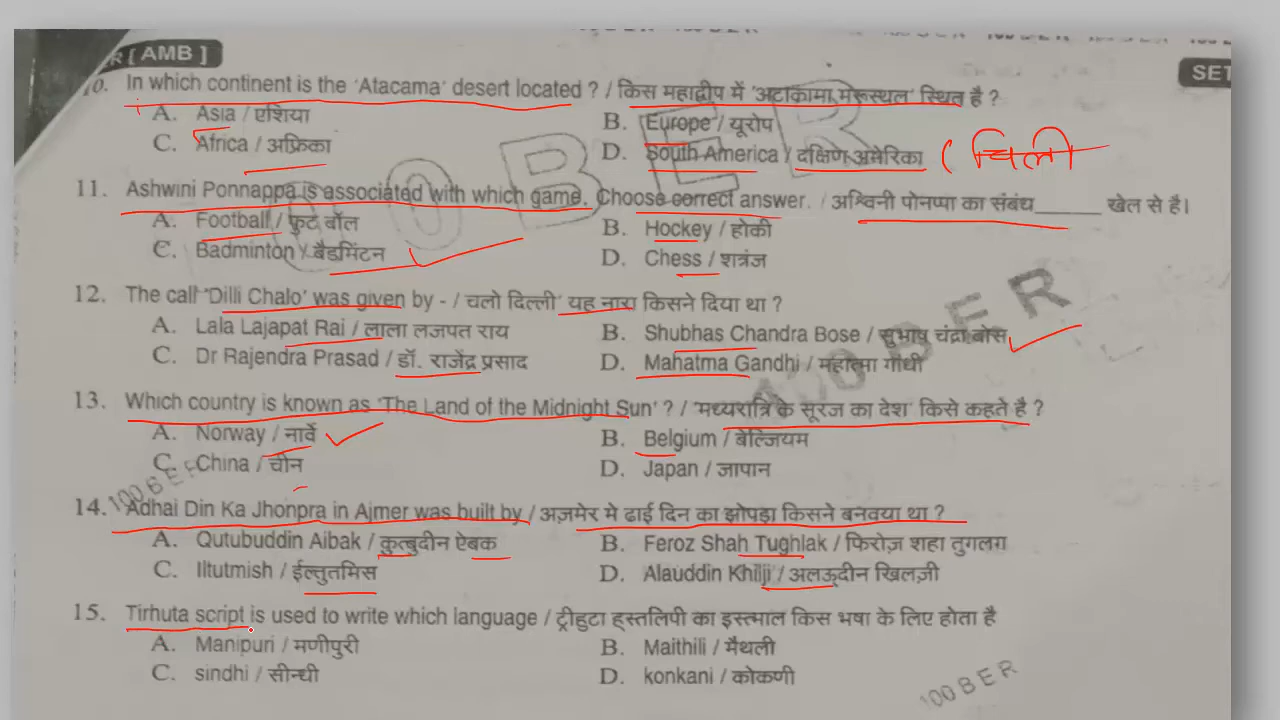 R [ AMB ]
SET
10. In which continent is the 'Atacama' desert located ? / किस महाद्वीप में 'अटाकामा मरूस्थल' स्थित है ?
A. Asia / एशिया B. Europe / यूरोप
C. Africa / अफ्रिका D. South America / दक्षिण अमेरिका ( चिली
11. Ashwini Ponnappa is associated with which game. Choose correct answer. / अश्विनी पोनप्पा का संबंध______ खेल से है।
A. Football / फुट बॉल B. Hockey / होकी
C. Badminton / बैडमिंटन D. Chess / शत्रंज
12. The call 'Dilli Chalo' was given by - / चलो दिल्ली' यह नारा किसने दिया था ?
A. Lala Lajapat Rai / लाला लजपत राय B. Shubhas Chandra Bose / सुभाष चंद्रा बोस
C. Dr Rajendra Prasad / डॉ. राजेंद्र प्रसाद D. Mahatma Gandhi / महात्मा गाँधी
13. Which country is known as 'The Land of the Midnight Sun' ? / 'मध्यरात्रि के सूरज का देश' किसे कहते है ?
A. Norway / नार्वे B. Belgium / बेल्जियम
C. China / चीन D. Japan / जापान
14. Adhai Din Ka Jhonpra in Ajmer was built by / अज़मेर मे ढाई दिन का झोपड़ा किसने बनवया था ?
A. Qutubuddin Aibak / कुत्बुदीन ऐबक B. Feroz Shah Tughlak / फिरोज़ शहा तुगलग
C. Iltutmish / ईल्तुतमिस D. Alauddin Khilji / अलऊदीन खिलज़ी
15. Tirhuta script is used to write which language / ट्रीहुटा ह्स्तलिपी का इस्त्माल किस भषा के लिए होता है
A. Manipuri / मणीपुरी B. Maithili / मैथली
C. sindhi / सीन्धी D. konkani / कोकणी
100 B E R
100 B E R
100 B E R
100 B E R